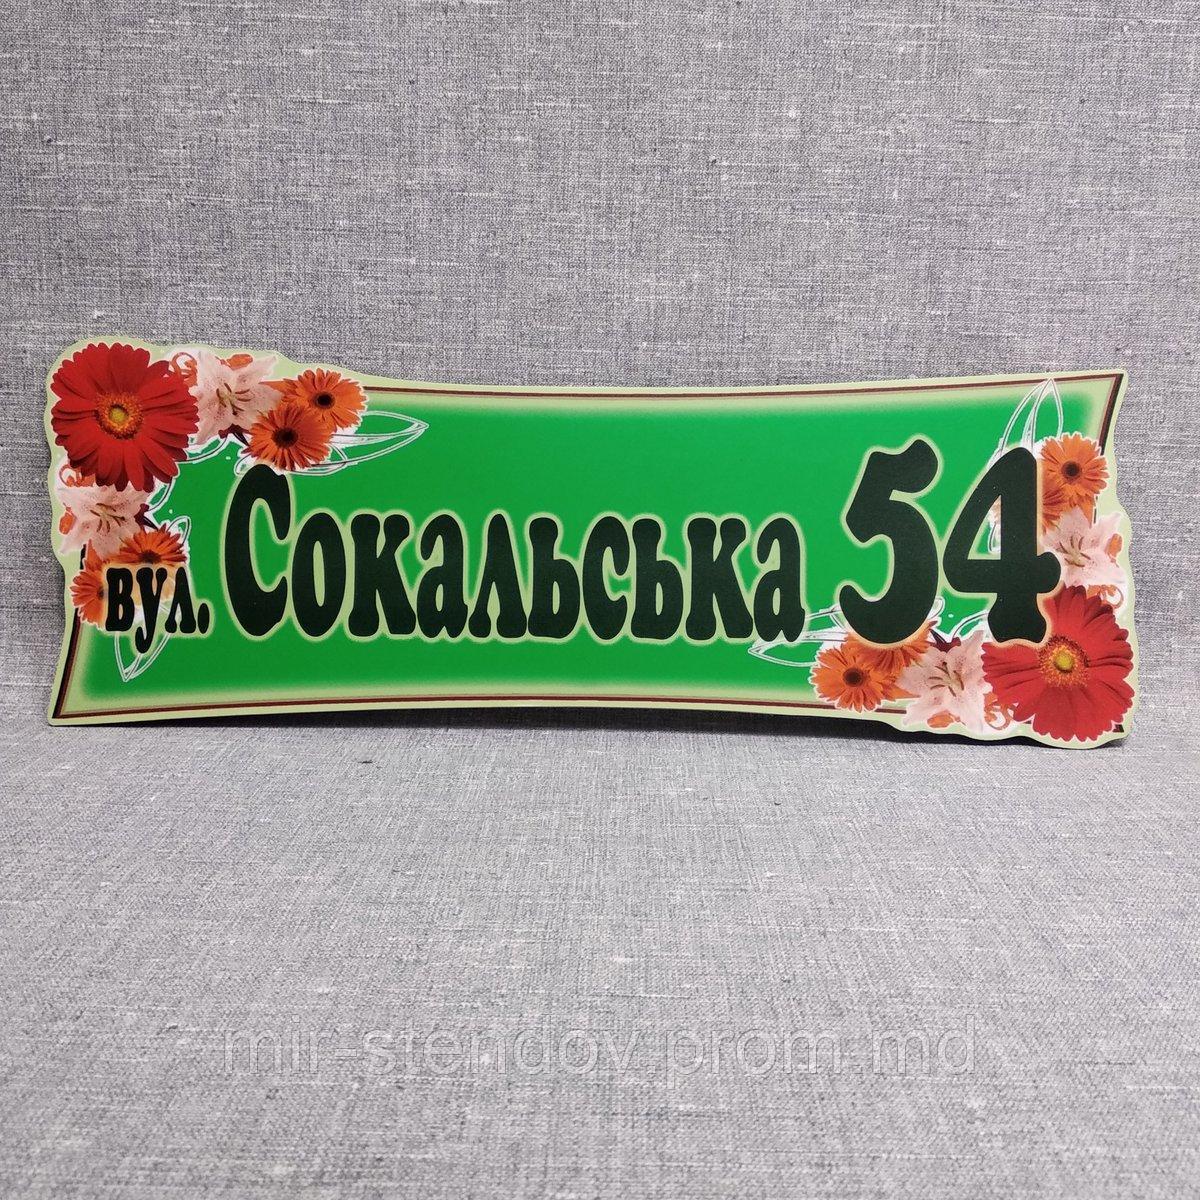 вул. Сокальська 54
mir-stendov.prom.md